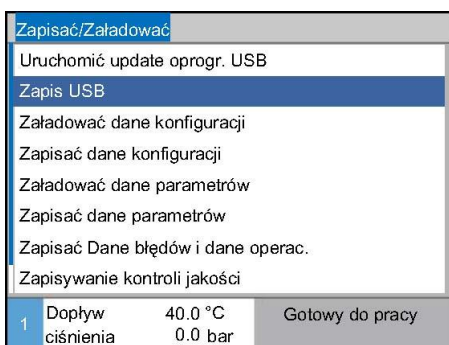 Zapisać/Załadować
Uruchomić update oprogr. USB
Zapis USB
Załadować dane konfiguracji
Zapisać dane konfiguracji
Załadować dane parametrów
Zapisać dane parametrów
Zapisać Dane błędów i dane operac.
Zapisywanie kontroli jakości
1 Dopływ 40.0 °C Gotowy do pracy
ciśnienia 0.0 bar